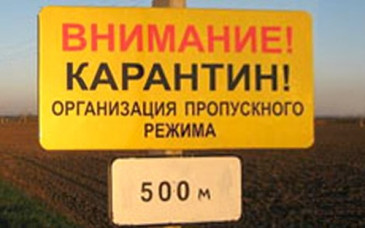 ВНИМАНИЕ!
КАРАНТИН!
ОРГАНИЗАЦИЯ ПРОПУСКНОГО
РЕЖИМА
500 м